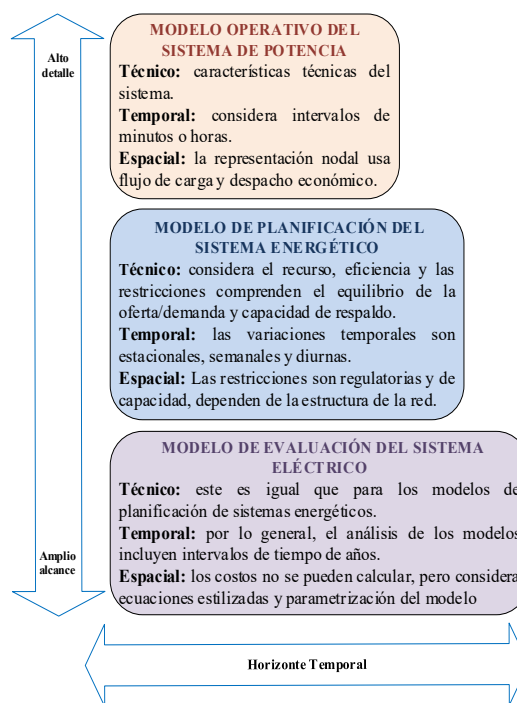 Alto
detalle
MODELO OPERATIVO DEL
SISTEMA DE POTENCIA
Técnico: características técnicas del
sistema.
Temporal: considera intervalos de
minutos o horas.
Espacial: la representación nodal usa
flujo de carga y despacho económico.
MODELO DE PLANIFICACIÓN DEL
SISTEMA ENERGÉTICO
Técnico: considera el recurso, eficiencia y las
restricciones comprenden el equilibrio de la
oferta/demanda y capacidad de respaldo.
Temporal: las variaciones temporales son
estacionales, semanales y diurnas.
Espacial: Las restricciones son regulatorias y de
capacidad, dependen de la estructura de la red.
MODELO DE EVALUACIÓN DEL SISTEMA
ELÉCTRICO
Técnico: este es igual que para los modelos de
planificación de sistemas energéticos.
Temporal: por lo general, el análisis de los modelos
incluyen intervalos de tiempo de años.
Espacial: los costos no se pueden calcular, pero considera
ecuaciones estilizadas y parametrización del modelo
Amplio
alcance
Horizonte Temporal